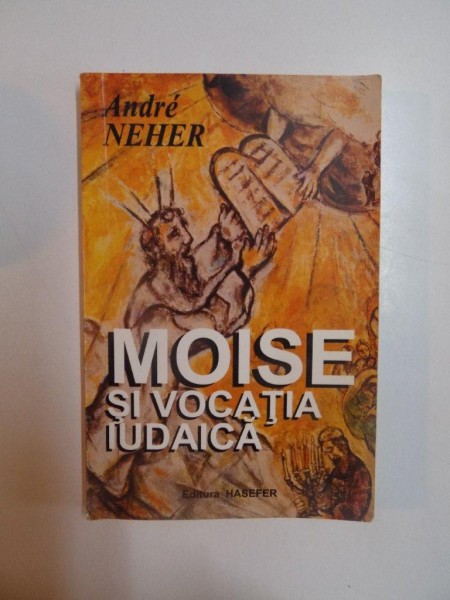 André
NEHER
MOISE
ŞI VOCAŢIA
IUDAICĂ
Editura HASEFER